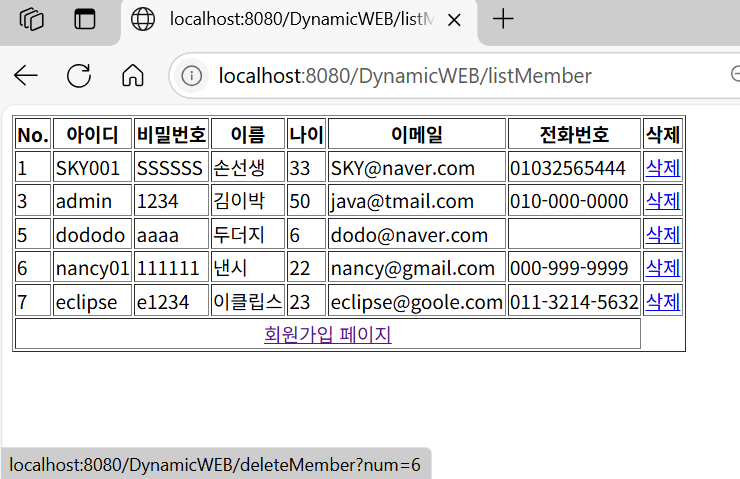 localhost:8080/DynamicWEB/listM
localhost:8080/DynamicWEB/listMember
No. 아이디 비밀번호 이름 나이 이메일 전화번호 삭제
1 SKY001 SSSSSS 손선생 33 SKY@naver.com 01032565444 삭제
3 admin 1234 김이박 50 java@tmail.com 010-000-0000 삭제
5 dododo aaaa 두더지 6 dodo@naver.com 삭제
6 nancy01 111111 낸시 22 nancy@gmail.com 000-999-9999 삭제
7 eclipse e1234 이클립스 23 eclipse@goole.com 011-3214-5632 삭제
회원가입 페이지
localhost:8080/DynamicWEB/deleteMember?num=6